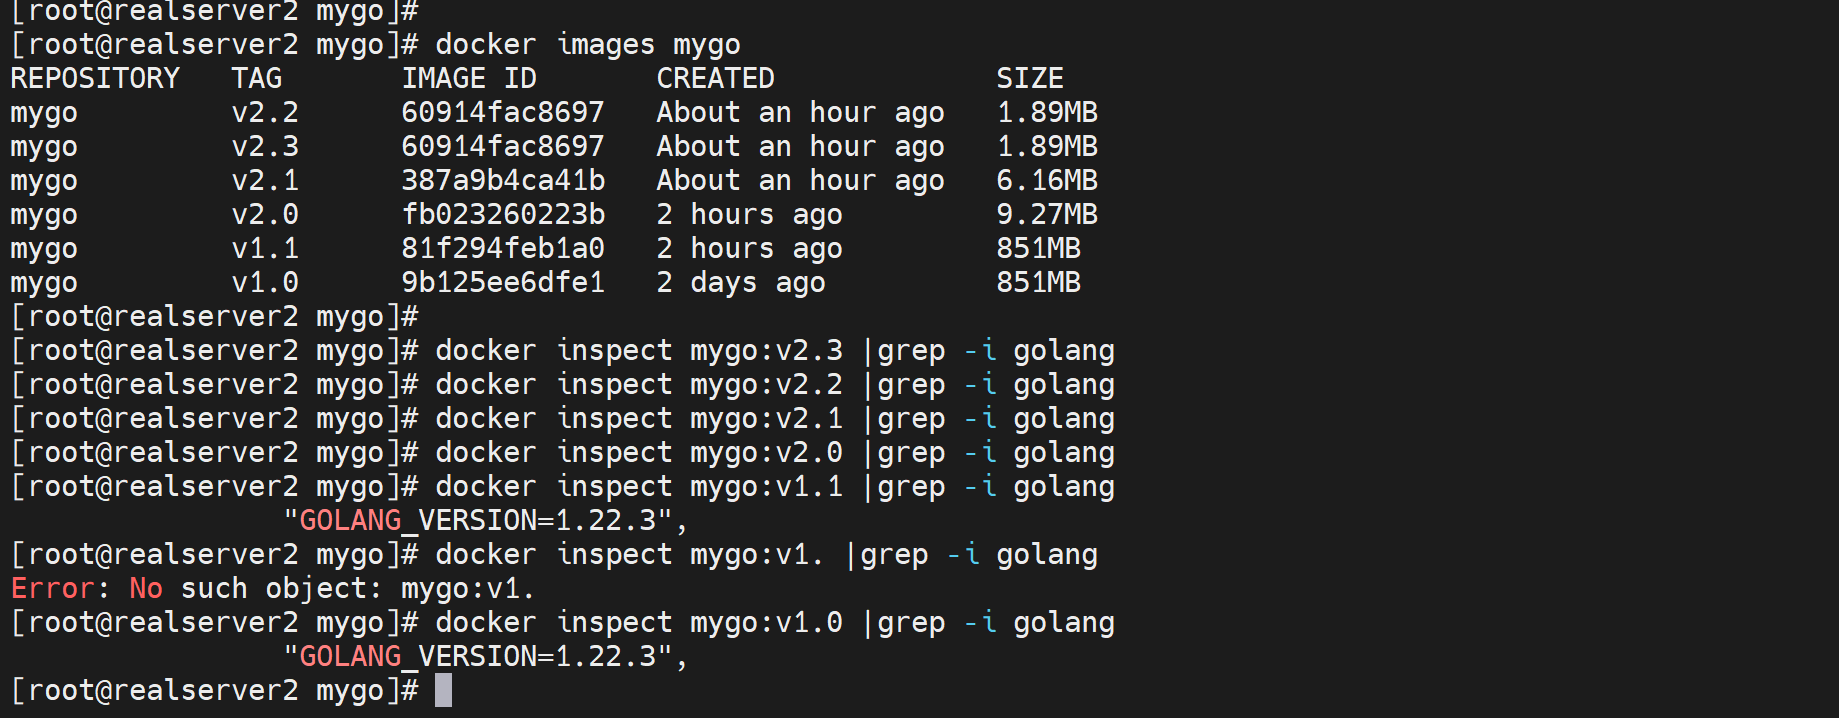 [root@realserver2 mygo]#
[root@realserver2 mygo]# docker images mygo
REPOSITORY   TAG       IMAGE ID       CREATED             SIZE
mygo         v2.2      60914fac8697   About an hour ago   1.89MB
mygo         v2.3      60914fac8697   About an hour ago   1.89MB
mygo         v2.1      387a9b4ca41b   About an hour ago   6.16MB
mygo         v2.0      fb023260223b   2 hours ago         9.27MB
mygo         v1.1      81f294feb1a0   2 hours ago         851MB
mygo         v1.0      9b125ee6dfe1   2 days ago          851MB
[root@realserver2 mygo]#
[root@realserver2 mygo]# docker inspect mygo:v2.3 |grep -i golang
[root@realserver2 mygo]# docker inspect mygo:v2.2 |grep -i golang
[root@realserver2 mygo]# docker inspect mygo:v2.1 |grep -i golang
[root@realserver2 mygo]# docker inspect mygo:v2.0 |grep -i golang
[root@realserver2 mygo]# docker inspect mygo:v1.1 |grep -i golang
                "GOLANG_VERSION=1.22.3",
[root@realserver2 mygo]# docker inspect mygo:v1. |grep -i golang
Error: No such object: mygo:v1.
[root@realserver2 mygo]# docker inspect mygo:v1.0 |grep -i golang
                "GOLANG_VERSION=1.22.3",
[root@realserver2 mygo]#